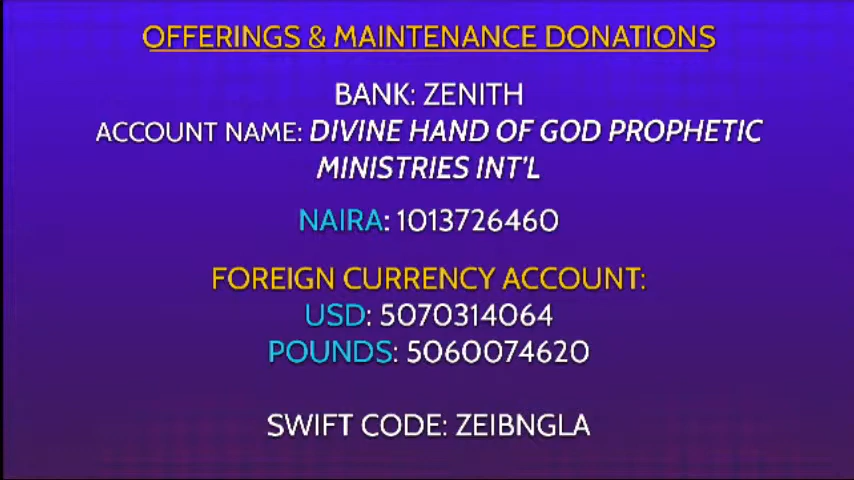 OFFERINGS & MAINTENANCE DONATIONS
BANK: ZENITH
ACCOUNT NAME: DIVINE HAND OF GOD PROPHETIC
MINISTRIES INT'L
NAIRA: 1013726460
FOREIGN CURRENCY ACCOUNT:
USD: 5070314064
POUNDS: 5060074620
SWIFT CODE: ZEIBNGLA